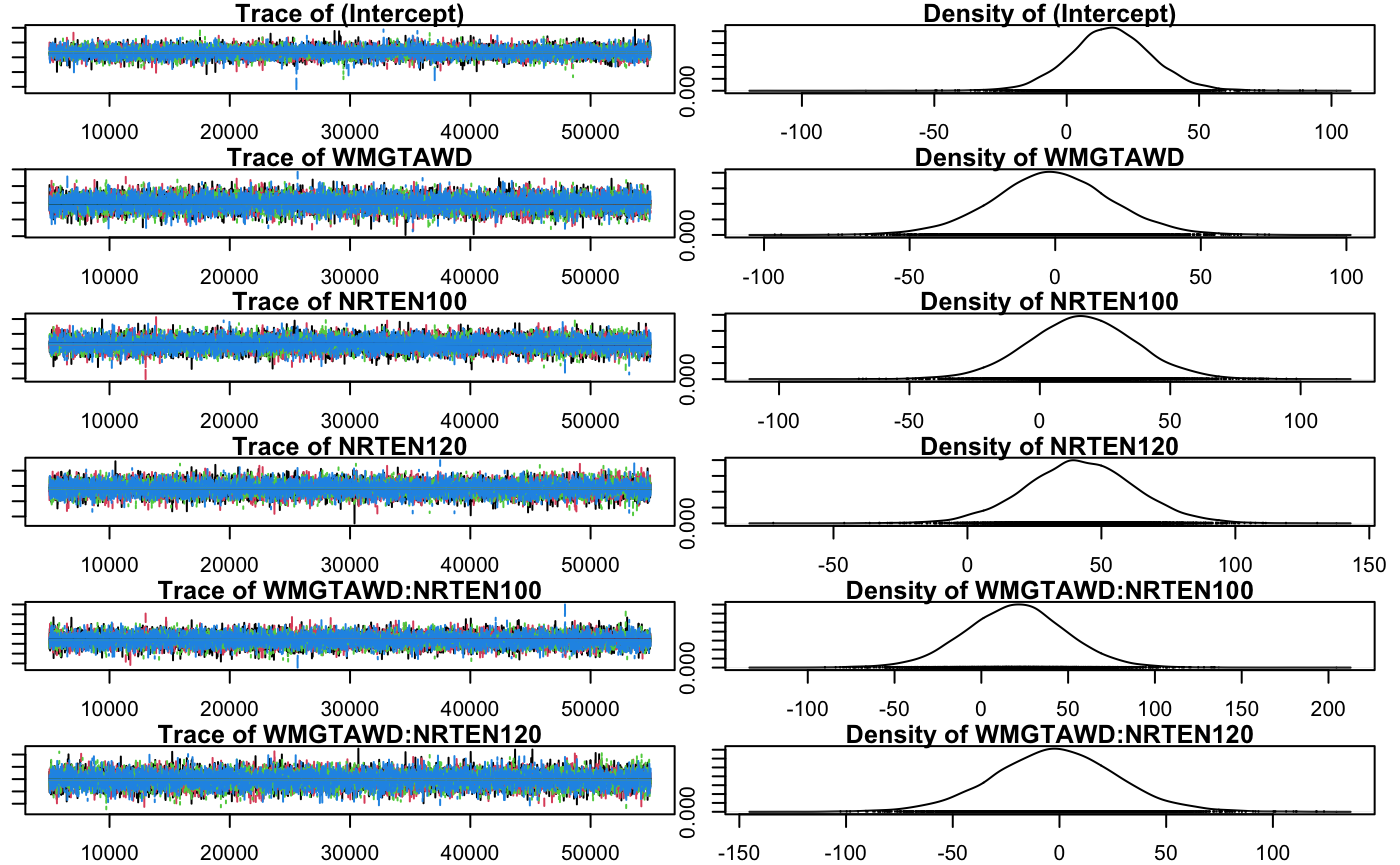 Trace of (Intercept) Density of (Intercept)
0.000
10000 20000 30000 40000 50000 -100 -50 0 50 100
Trace of WMGTAWD Density of WMGTAWD
0.000
10000 20000 30000 40000 50000 -100 -50 0 50 100
Trace of NRTEN100 Density of NRTEN100
0.000
10000 20000 30000 40000 50000 -100 -50 0 50 100
Trace of NRTEN120 Density of NRTEN120
0.000
10000 20000 30000 40000 50000 -50 0 50 100 150
Trace of WMGTAWD:NRTEN100 Density of WMGTAWD:NRTEN100
0.000
10000 20000 30000 40000 50000 -100 -50 0 50 100 150 200
Trace of WMGTAWD:NRTEN120 Density of WMGTAWD:NRTEN120
0.000
10000 20000 30000 40000 50000 -150 -50 0 50 100